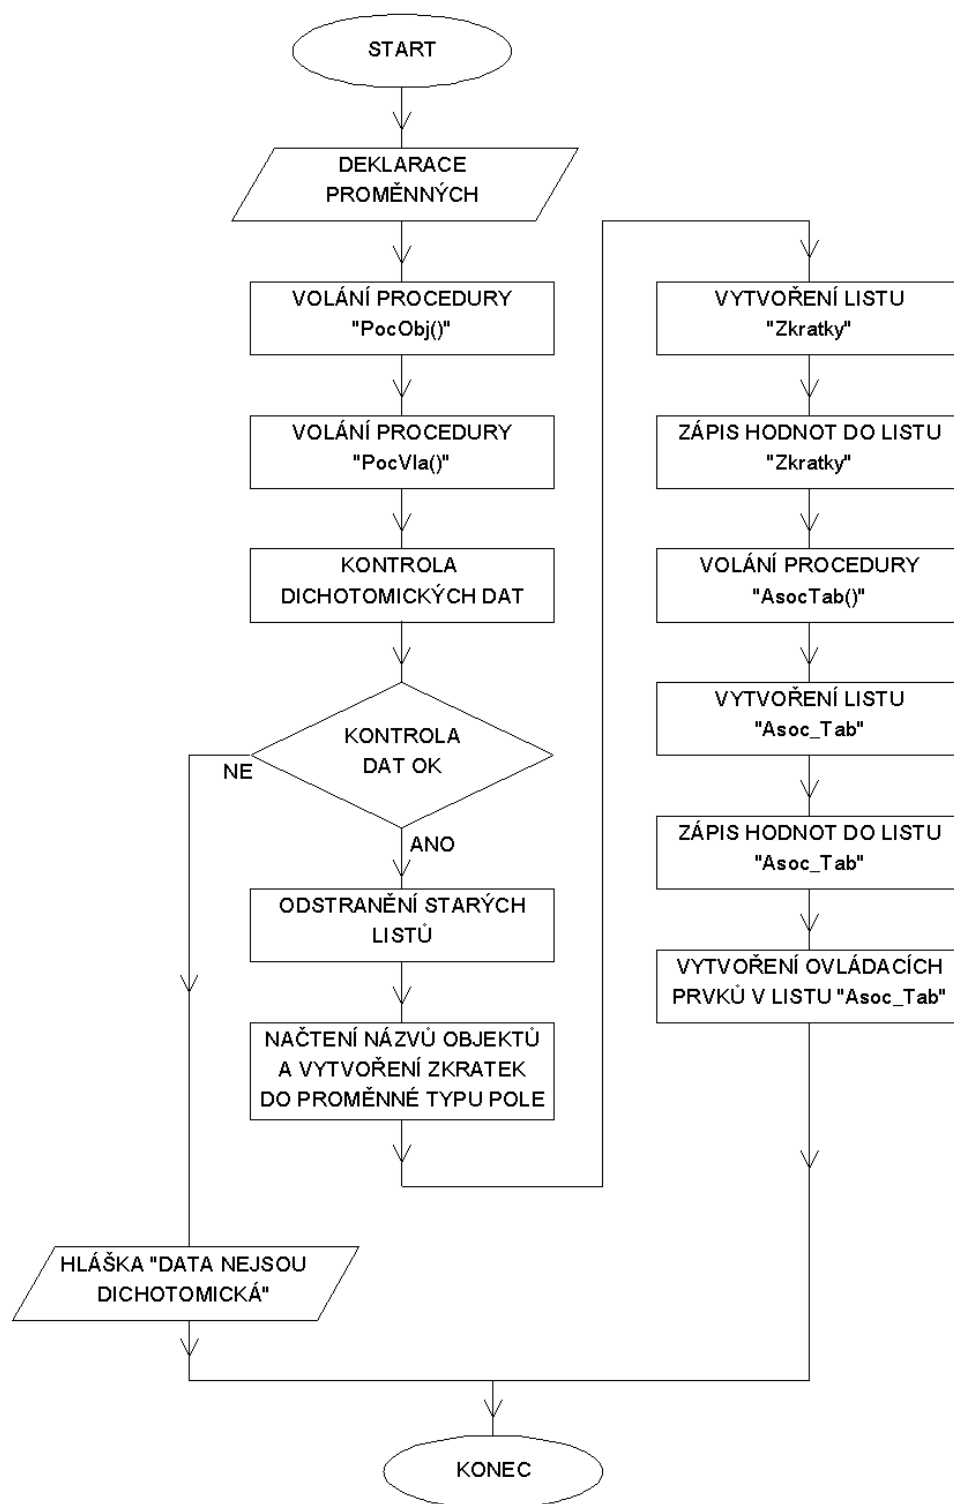 START
DEKLARACE
PROMĚNNÝCH
VOLÁNÍ PROCEDURY
"PocObj()"
VOLÁNÍ PROCEDURY
"PocVla()"
KONTROLA
DICHOTOMICKÝCH DAT
KONTROLA
DAT OK
NE
ANO
ODSTRANĚNÍ STARÝCH
LISTŮ
NAČTENÍ NÁZVŮ OBJEKTŮ
A VYTVOŘENÍ ZKRATEK
DO PROMĚNNÉ TYPU POLE
VYTVOŘENÍ LISTU
"Zkratky"
ZÁPIS HODNOT DO LISTU
"Zkratky"
VOLÁNÍ PROCEDURY
"AsocTab()"
VYTVOŘENÍ LISTU
"Asoc_Tab"
ZÁPIS HODNOT DO LISTU
"Asoc_Tab"
VYTVOŘENÍ OVLÁDACÍCH
PRVKŮ V LISTU "Asoc_Tab"
HLÁŠKA "DATA NEJSOU
DICHOTOMICKÁ"
KONEC